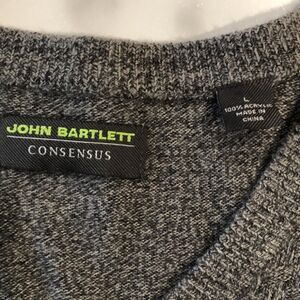 JOHN BARTLETT
CONSENSUS
L
100% ACRYLIC
MADE IN
CHINA